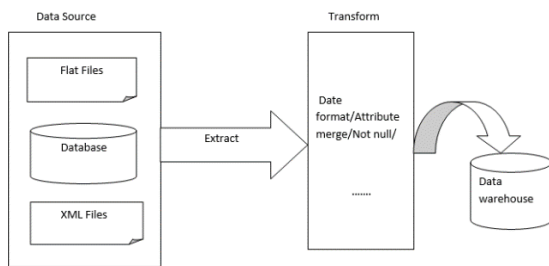 Data Source
Transform
Flat Files
Database
XML Files
Extract
Date
format/Attribute
merge/Not null/
.......
Data
warehouse